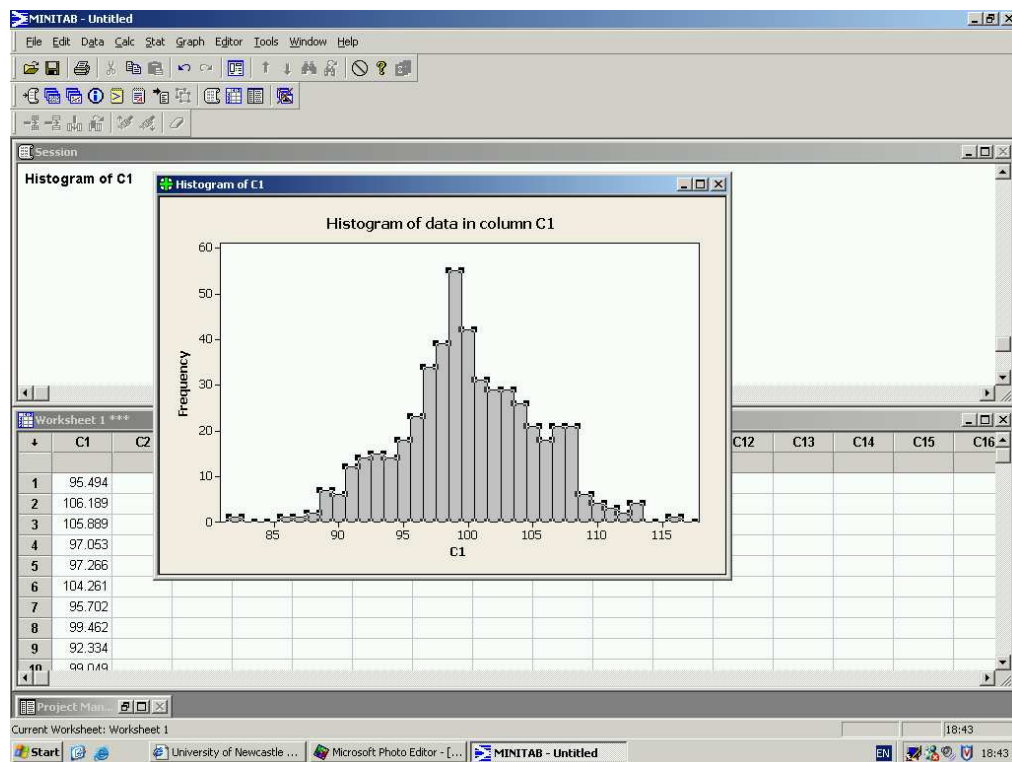 MINITAB - Untitled
File Edit Data Calc Stat Graph Editor Tools Window Help
Session
Histogram of C1
Histogram of C1
Histogram of data in column C1
60
50
40
30
20
10
0
Frequency
85 90 95 100 105 110 115
C1
Worksheet 1 ***
C1 C2 C12 C13 C14 C15 C16
1 95.494
2 106.189
3 105.889
4 97.053
5 97.266
6 104.261
7 95.702
8 99.462
9 92.334
10 99.049
Project Man...
Current Worksheet: Worksheet 1
18:43
Start University of Newcastle ... Microsoft Photo Editor - [... MINITAB - Untitled EN 18:43